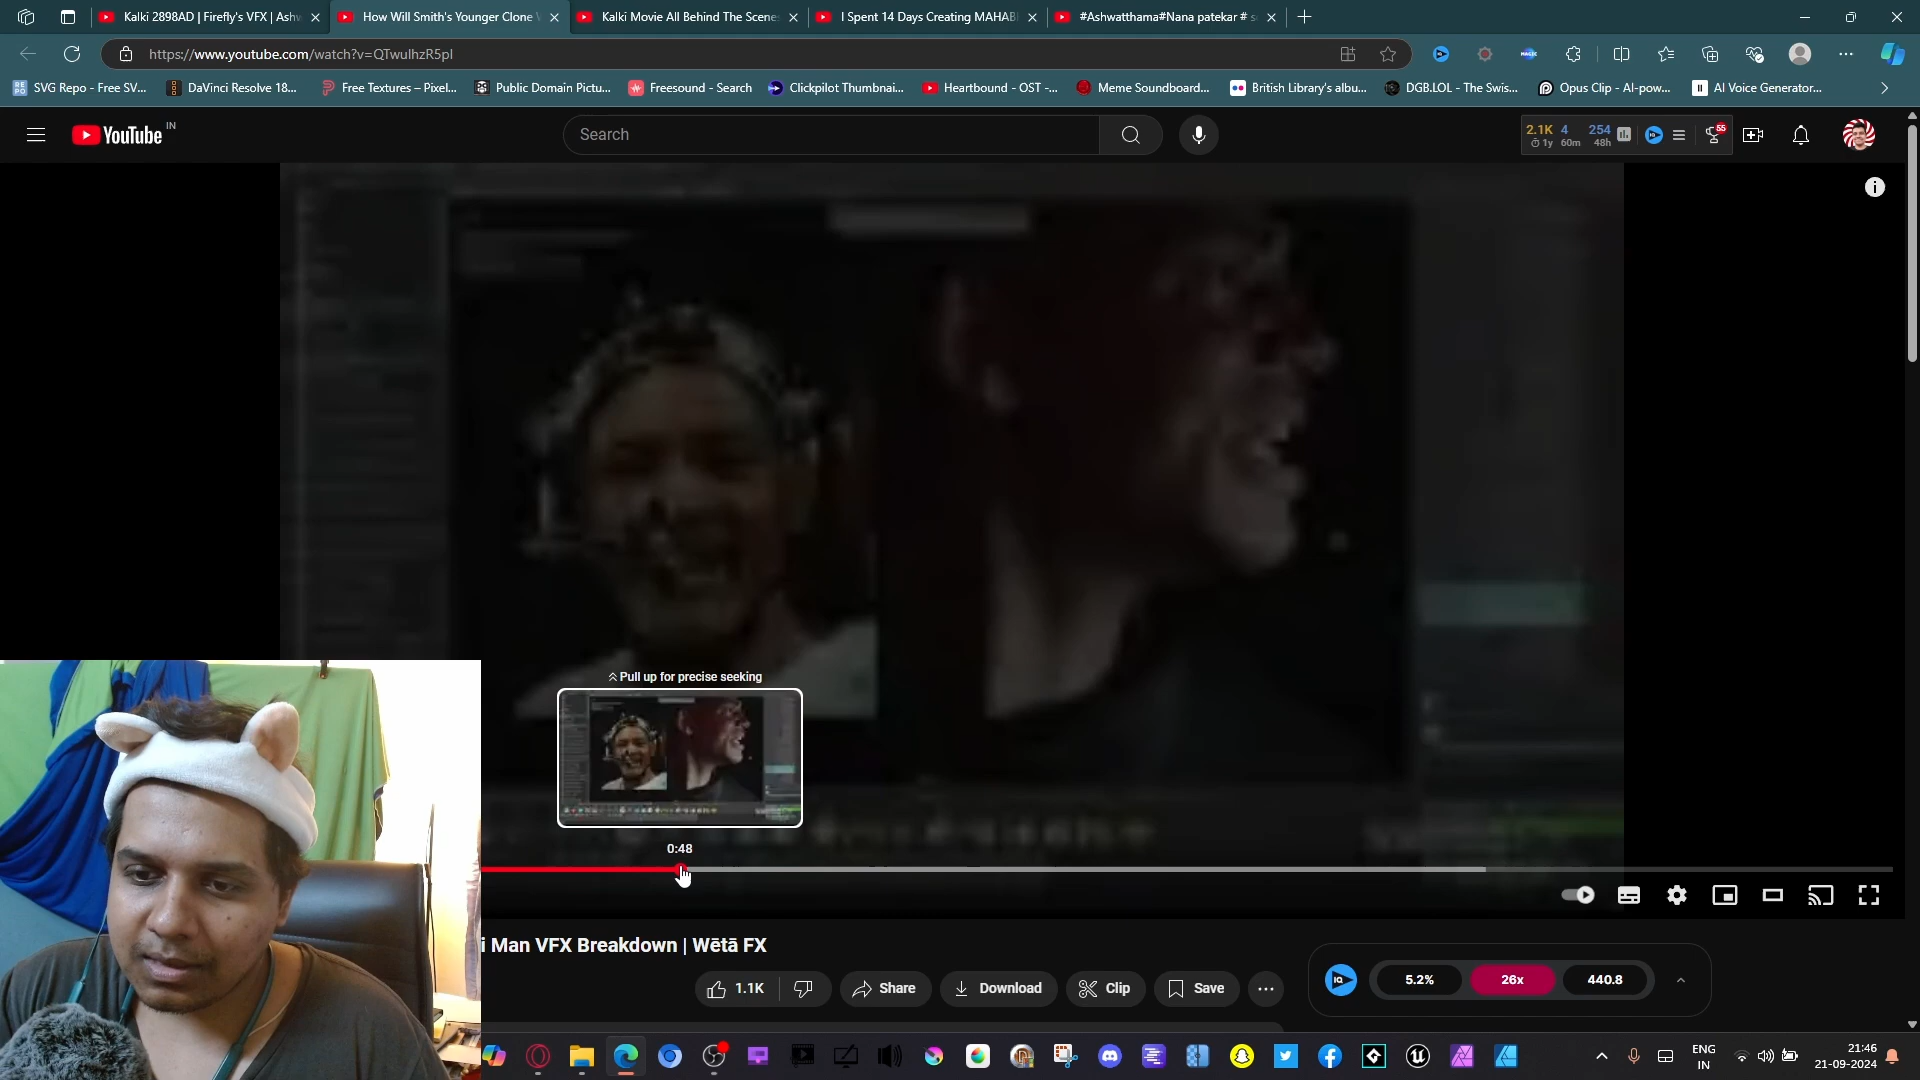 Kalki 2898AD | Firefly's VFX | Ashw
How Will Smith's Younger Clone V
Kalki Movie All Behind The Scenes
I Spent 14 Days Creating MAHABH
#Ashwatthama#Nana patekar # s
https://www.youtube.com/watch?v=QTwulhzR5pI
SVG Repo - Free SV...
DaVinci Resolve 18...
Free Textures – Pixel...
Public Domain Pictu...
Freesound - Search
Clickpilot Thumbnai...
Heartbound - OST -...
Meme Soundboard...
British Library's albu...
DGB.LOL - The Swis...
Opus Clip - AI-pow...
AI Voice Generator...
YouTube IN
Search
2.1K 4 254
1y 60m 48h
55
Pull up for precise seeking
0:48
i Man VFX Breakdown | Wētā FX
1.1K
Share
Download
Clip
Save
IQ
5.2%
26x
440.8
ENG
IN
21:46
21-09-2024